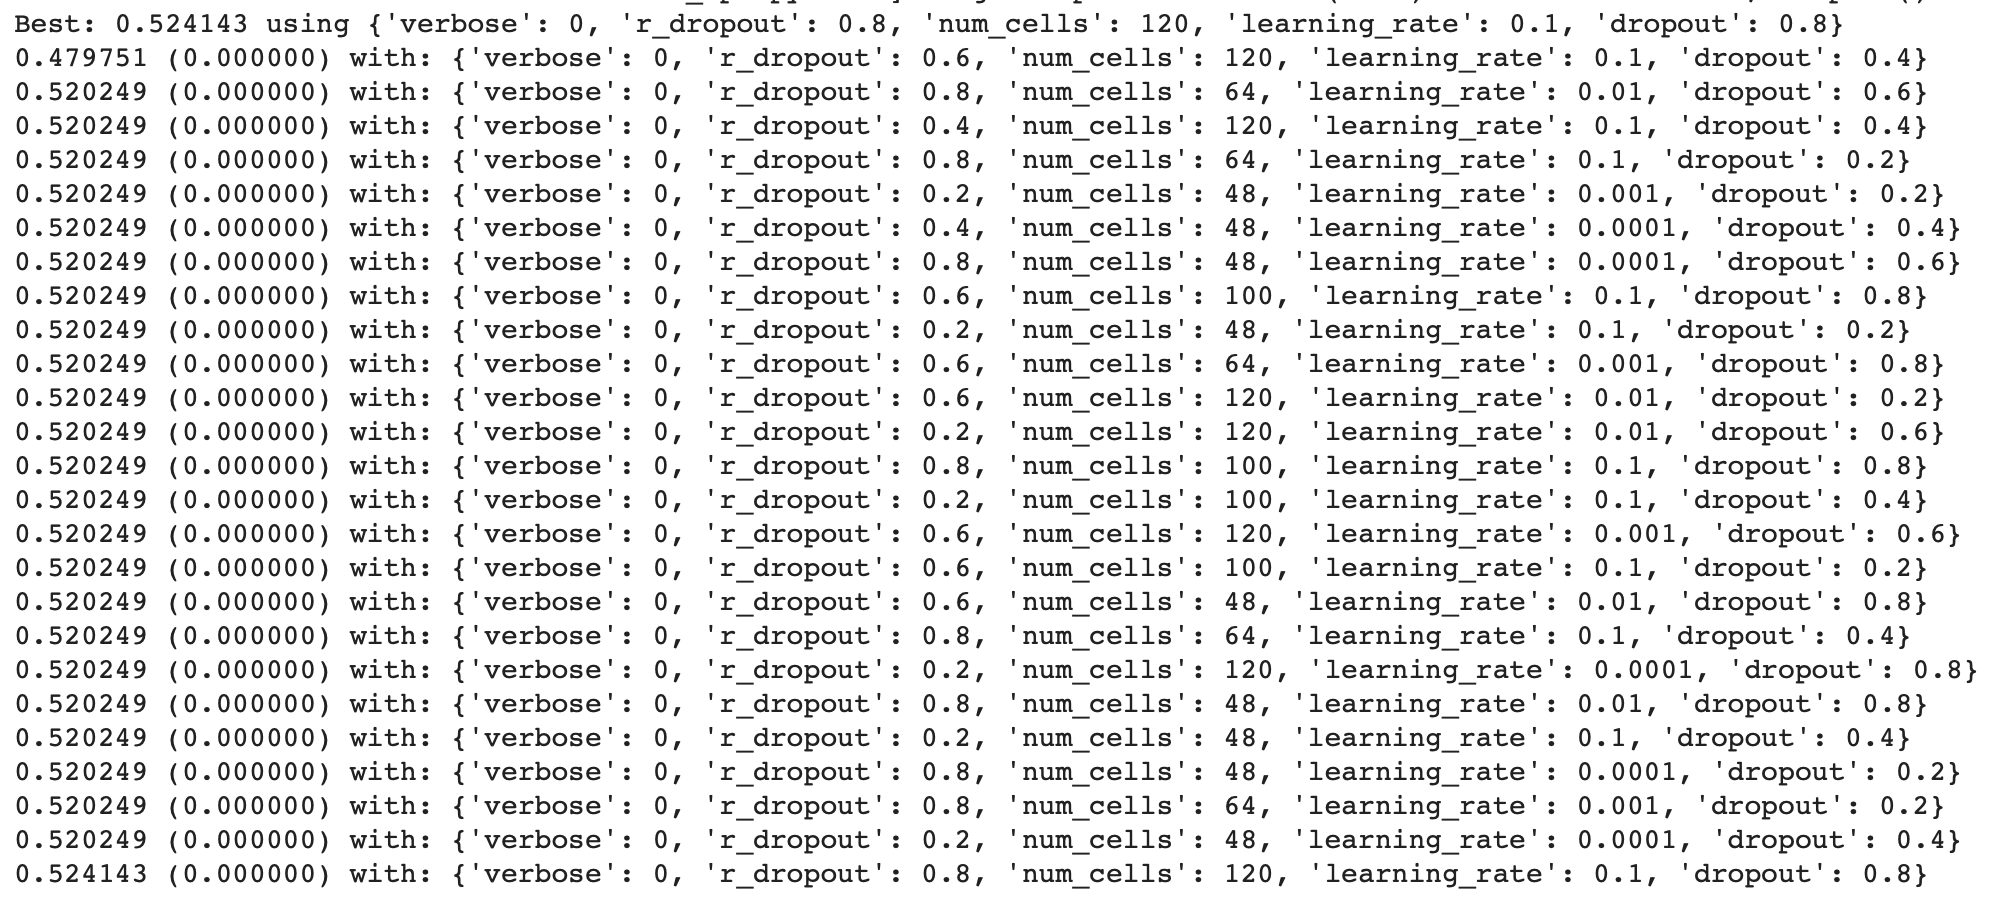 Best: 0.524143 using {'verbose': 0, 'r_dropout': 0.8, 'num_cells': 120, 'learning_rate': 0.1, 'dropout': 0.8}
0.479751 (0.000000) with: {'verbose': 0, 'r_dropout': 0.6, 'num_cells': 120, 'learning_rate': 0.1, 'dropout': 0.4}
0.520249 (0.000000) with: {'verbose': 0, 'r_dropout': 0.8, 'num_cells': 64, 'learning_rate': 0.01, 'dropout': 0.6}
0.520249 (0.000000) with: {'verbose': 0, 'r_dropout': 0.4, 'num_cells': 120, 'learning_rate': 0.1, 'dropout': 0.4}
0.520249 (0.000000) with: {'verbose': 0, 'r_dropout': 0.8, 'num_cells': 64, 'learning_rate': 0.1, 'dropout': 0.2}
0.520249 (0.000000) with: {'verbose': 0, 'r_dropout': 0.2, 'num_cells': 48, 'learning_rate': 0.001, 'dropout': 0.2}
0.520249 (0.000000) with: {'verbose': 0, 'r_dropout': 0.4, 'num_cells': 48, 'learning_rate': 0.0001, 'dropout': 0.4}
0.520249 (0.000000) with: {'verbose': 0, 'r_dropout': 0.8, 'num_cells': 48, 'learning_rate': 0.0001, 'dropout': 0.6}
0.520249 (0.000000) with: {'verbose': 0, 'r_dropout': 0.6, 'num_cells': 100, 'learning_rate': 0.1, 'dropout': 0.8}
0.520249 (0.000000) with: {'verbose': 0, 'r_dropout': 0.2, 'num_cells': 48, 'learning_rate': 0.1, 'dropout': 0.2}
0.520249 (0.000000) with: {'verbose': 0, 'r_dropout': 0.6, 'num_cells': 64, 'learning_rate': 0.001, 'dropout': 0.8}
0.520249 (0.000000) with: {'verbose': 0, 'r_dropout': 0.6, 'num_cells': 120, 'learning_rate': 0.01, 'dropout': 0.2}
0.520249 (0.000000) with: {'verbose': 0, 'r_dropout': 0.2, 'num_cells': 120, 'learning_rate': 0.01, 'dropout': 0.6}
0.520249 (0.000000) with: {'verbose': 0, 'r_dropout': 0.8, 'num_cells': 100, 'learning_rate': 0.1, 'dropout': 0.8}
0.520249 (0.000000) with: {'verbose': 0, 'r_dropout': 0.2, 'num_cells': 100, 'learning_rate': 0.1, 'dropout': 0.4}
0.520249 (0.000000) with: {'verbose': 0, 'r_dropout': 0.6, 'num_cells': 120, 'learning_rate': 0.001, 'dropout': 0.6}
0.520249 (0.000000) with: {'verbose': 0, 'r_dropout': 0.6, 'num_cells': 100, 'learning_rate': 0.1, 'dropout': 0.2}
0.520249 (0.000000) with: {'verbose': 0, 'r_dropout': 0.6, 'num_cells': 48, 'learning_rate': 0.01, 'dropout': 0.8}
0.520249 (0.000000) with: {'verbose': 0, 'r_dropout': 0.8, 'num_cells': 64, 'learning_rate': 0.1, 'dropout': 0.4}
0.520249 (0.000000) with: {'verbose': 0, 'r_dropout': 0.2, 'num_cells': 120, 'learning_rate': 0.0001, 'dropout': 0.8}
0.520249 (0.000000) with: {'verbose': 0, 'r_dropout': 0.8, 'num_cells': 48, 'learning_rate': 0.01, 'dropout': 0.8}
0.520249 (0.000000) with: {'verbose': 0, 'r_dropout': 0.2, 'num_cells': 48, 'learning_rate': 0.1, 'dropout': 0.4}
0.520249 (0.000000) with: {'verbose': 0, 'r_dropout': 0.8, 'num_cells': 48, 'learning_rate': 0.0001, 'dropout': 0.2}
0.520249 (0.000000) with: {'verbose': 0, 'r_dropout': 0.8, 'num_cells': 64, 'learning_rate': 0.001, 'dropout': 0.2}
0.520249 (0.000000) with: {'verbose': 0, 'r_dropout': 0.2, 'num_cells': 48, 'learning_rate': 0.0001, 'dropout': 0.4}
0.524143 (0.000000) with: {'verbose': 0, 'r_dropout': 0.8, 'num_cells': 120, 'learning_rate': 0.1, 'dropout': 0.8}